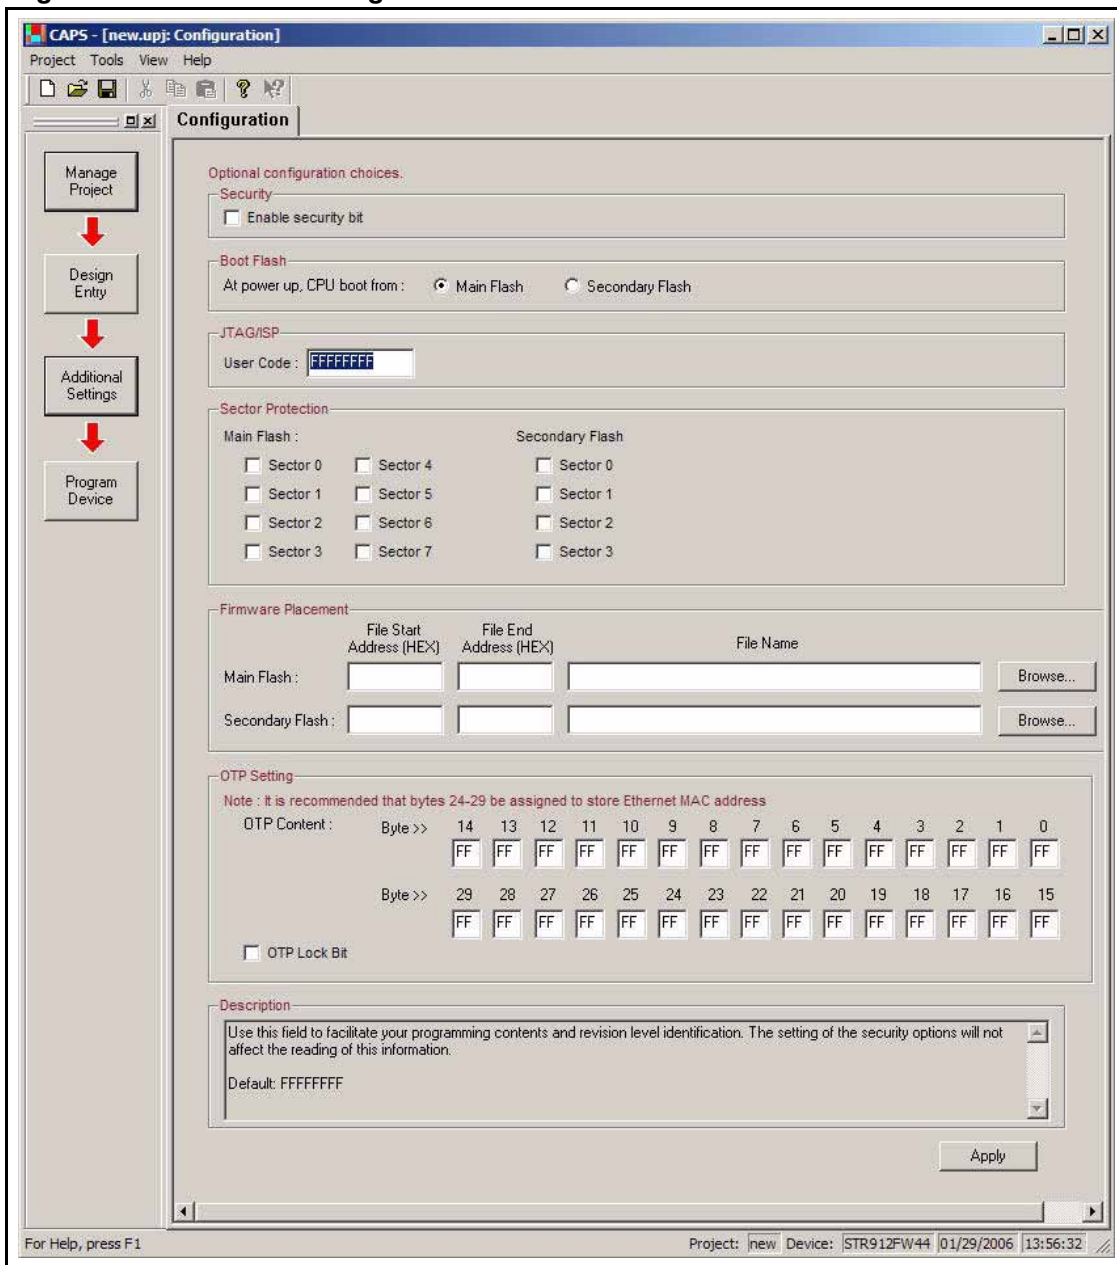 CAPS - [new.upj: Configuration]
Project Tools View Help
Configuration
Manage
Project
Design
Entry
Additional
Settings
Program
Device
Optional configuration choices.
Security
Enable security bit
Boot Flash
At power up, CPU boot from : Main Flash Secondary Flash
JTAG/ISP
User Code : FFFFFFFF
Sector Protection
Main Flash : Secondary Flash
Sector 0 Sector 4 Sector 0
Sector 1 Sector 5 Sector 1
Sector 2 Sector 6 Sector 2
Sector 3 Sector 7 Sector 3
Firmware Placement
File Start File End
Address (HEX) Address (HEX) File Name
Main Flash : Browse...
Secondary Flash : Browse...
OTP Setting
Note : It is recommended that bytes 24-29 be assigned to store Ethernet MAC address
OTP Content : Byte >> 14 13 12 11 10 9 8 7 6 5 4 3 2 1 0
FF FF FF FF FF FF FF FF FF FF FF FF FF FF FF
Byte >> 29 28 27 26 25 24 23 22 21 20 19 18 17 16 15
FF FF FF FF FF FF FF FF FF FF FF FF FF FF FF
OTP Lock Bit
Description
Use this field to facilitate your programming contents and revision level identification. The setting of the security options will not
affect the reading of this information.
Default: FFFFFFFF
Apply
For Help, press F1 Project: new Device: STR912FW44 01/29/2006 13:56:32